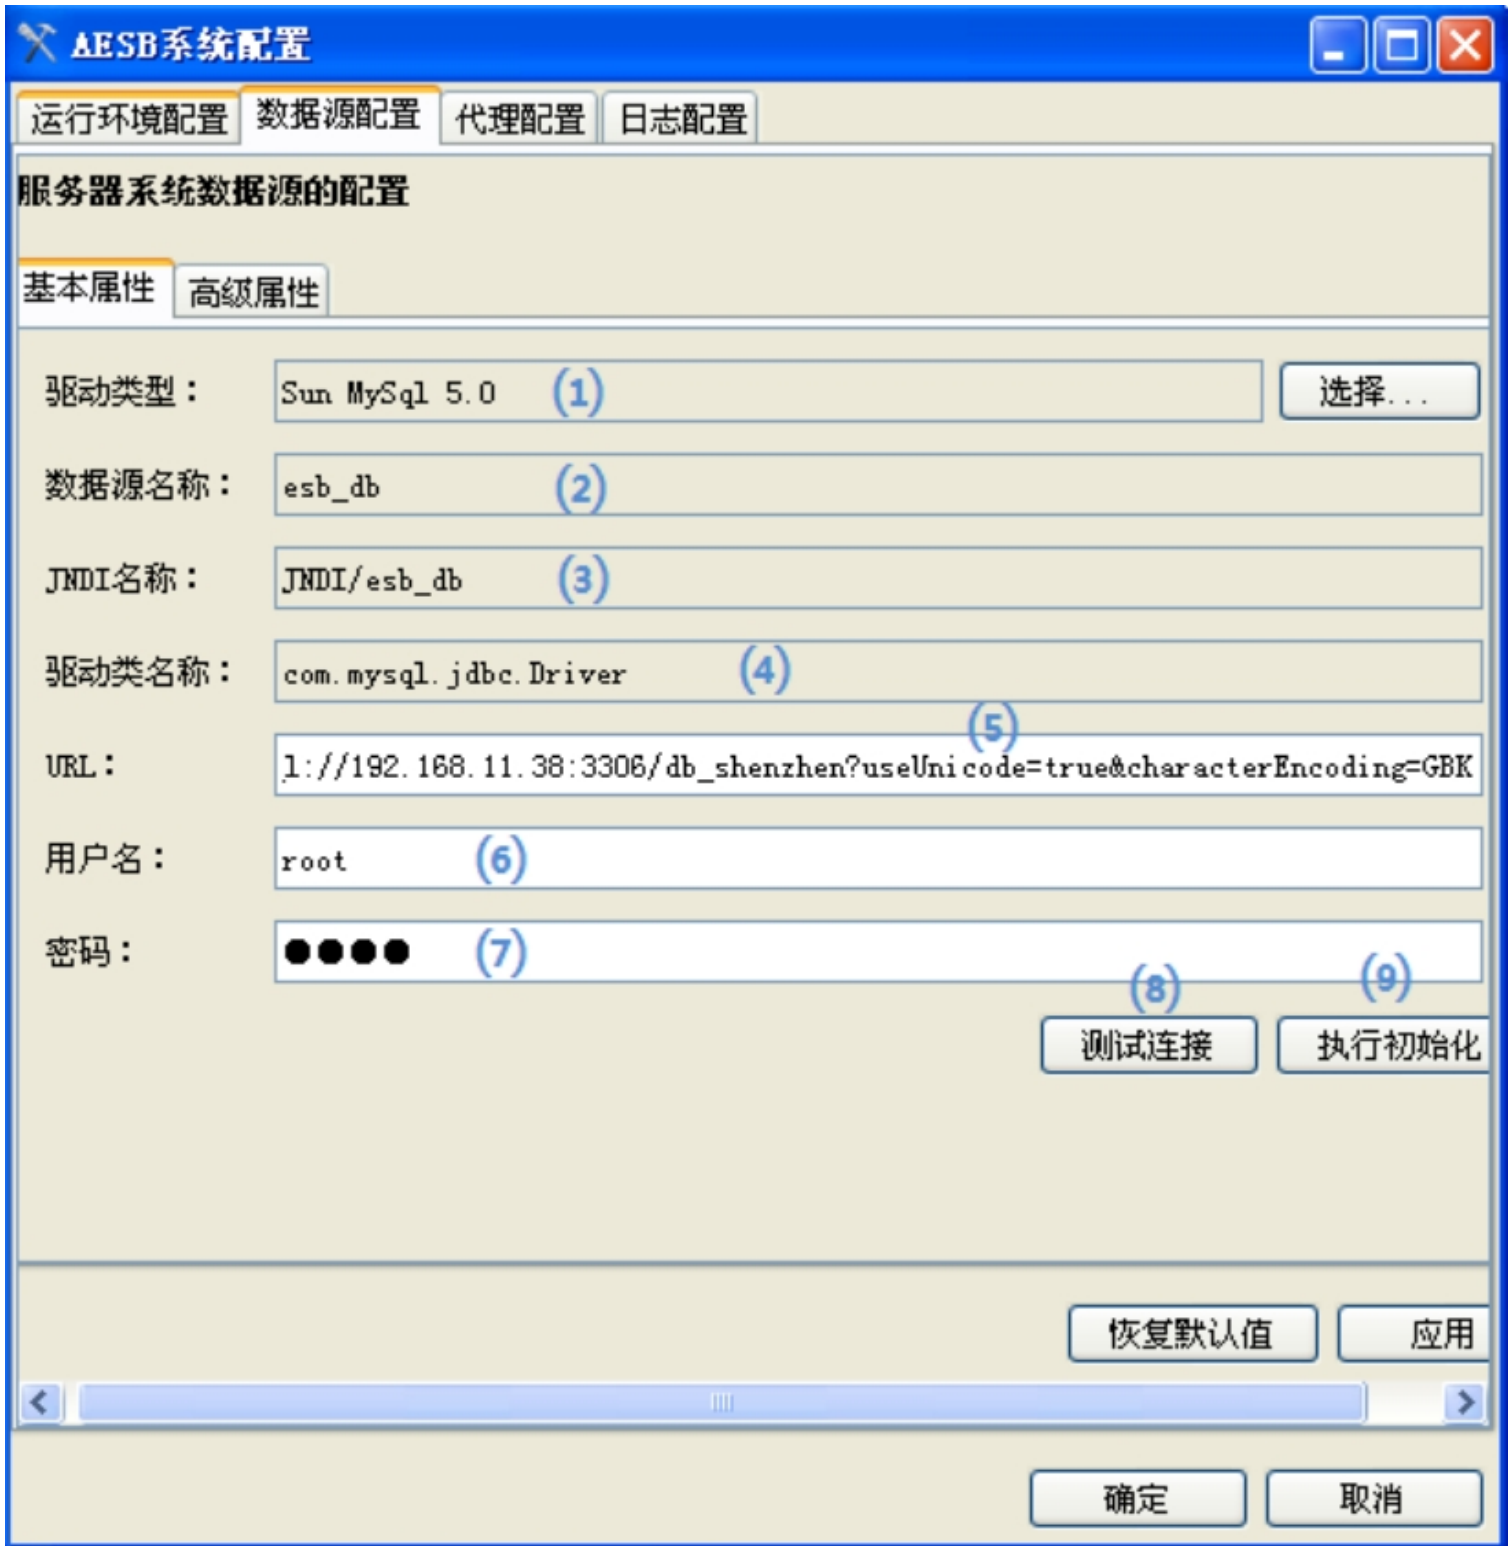 AESB系统配置
运行环境配置 数据源配置 代理配置 日志配置
服务器系统数据源的配置
基本属性 高级属性
驱动类型： Sun MySql 5.0 (1) 选择...
数据源名称： esb_db (2)
JNDI名称： JNDI/esb_db (3)
驱动类名称： com.mysql.jdbc.Driver (4)
(5)
URL： l://192.168.11.38:3306/db_shenzhen?useUnicode=true&characterEncoding=GBK
用户名： root (6)
密码： ●●●● (7)
(8) (9)
测试连接 执行初始化
恢复默认值 应用
确定 取消